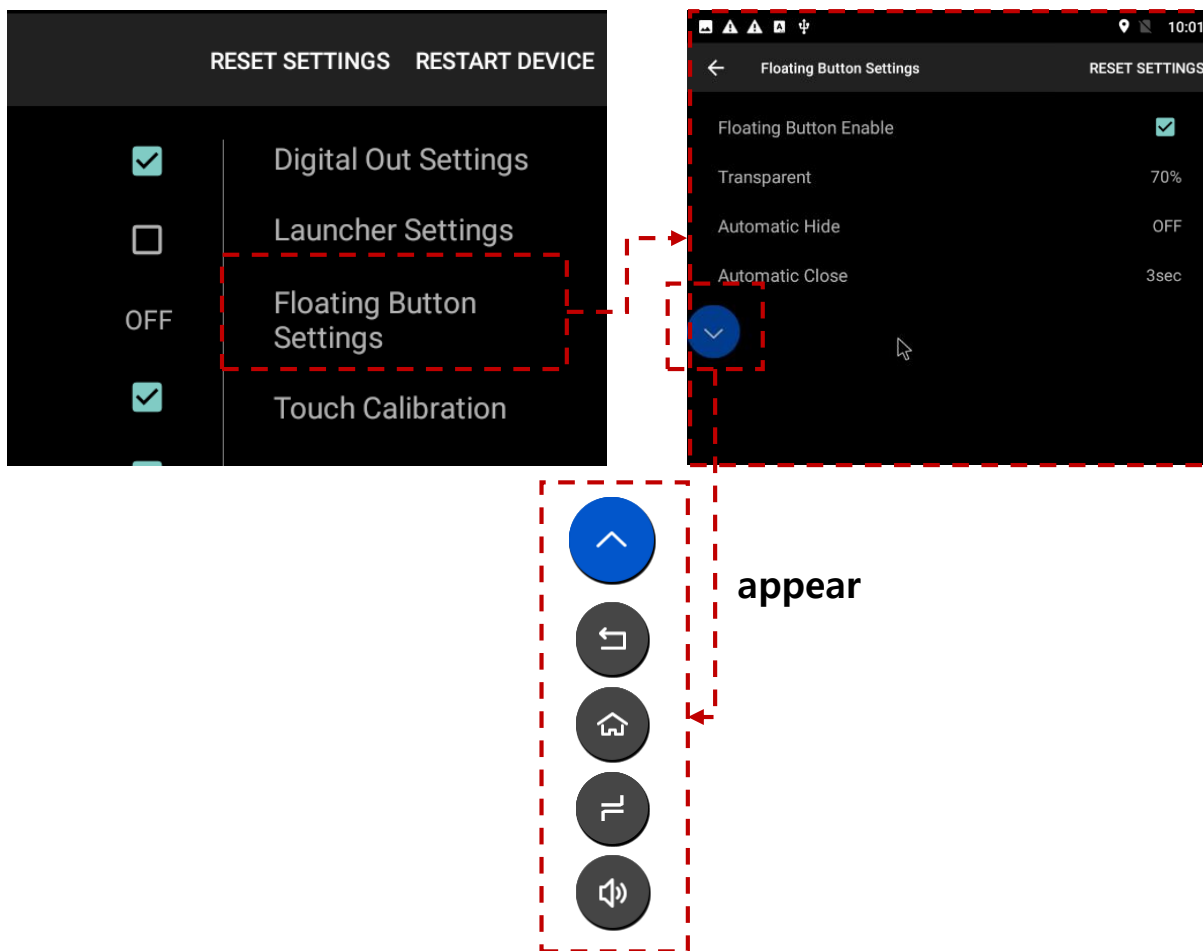 RESET SETTINGS RESTART DEVICE
Digital Out Settings
Launcher Settings
OFF
Floating Button
Settings
Touch Calibration
A
10:01
Floating Button Settings
RESET SETTINGS
Floating Button Enable
Transparent
70%
Automatic Hide
OFF
Automatic Close
3sec
appear